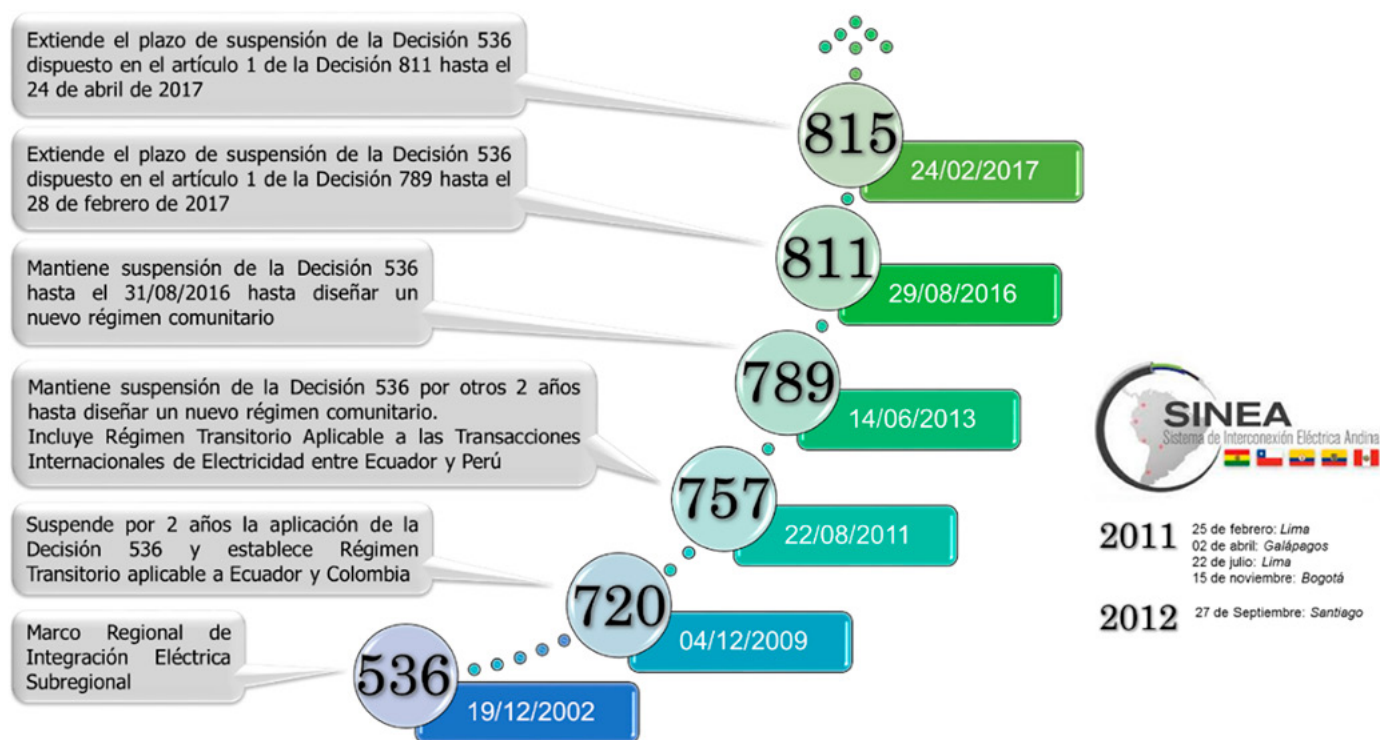 Extiende el plazo de suspensión de la Decisión 536
dispuesto en el artículo 1 de la Decisión 811 hasta el
24 de abril de 2017
815
24/02/2017
Extiende el plazo de suspensión de la Decisión 536
dispuesto en el artículo 1 de la Decisión 789 hasta el
28 de febrero de 2017
811
29/08/2016
Mantiene suspensión de la Decisión 536
hasta el 31/08/2016 hasta diseñar un
nuevo régimen comunitario
789
14/06/2013
Mantiene suspensión de la Decisión 536 por otros 2 años
hasta diseñar un nuevo régimen comunitario.
Incluye Régimen Transitorio Aplicable a las Transacciones
Internacionales de Electricidad entre Ecuador y Perú
757
22/08/2011
Suspende por 2 años la aplicación de la
Decisión 536 y establece Régimen
Transitorio aplicable a Ecuador y Colombia
720
04/12/2009
Marco Regional de
Integración Eléctrica
Subregional
536
19/12/2002
SINEA
Sistema de Interconexión Eléctrica Andina
2011
25 de febrero: Lima
02 de abril: Galápagos
22 de julio: Lima
15 de noviembre: Bogotá
2012
27 de Septiembre: Santiago